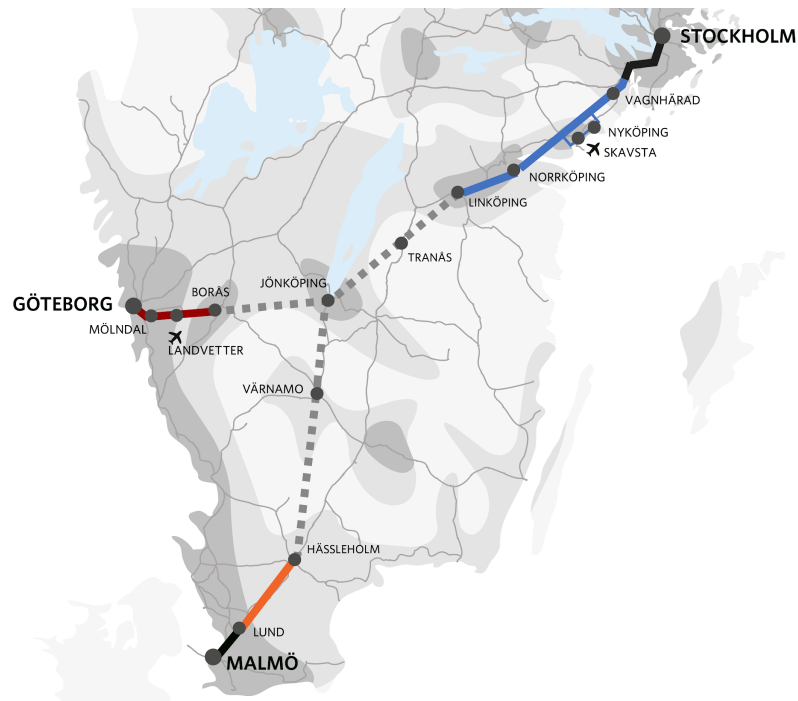 STOCKHOLM
VAGNHÄRAD
NYKÖPING
SKAVSTA
NORRKÖPING
LINKÖPING
TRANÅS
JÖNKÖPING
BORÅS
GÖTEBORG
MÖLNDAL
LANDVETTER
VÄRNAMO
HÄSSLEHOLM
LUND
MALMÖ